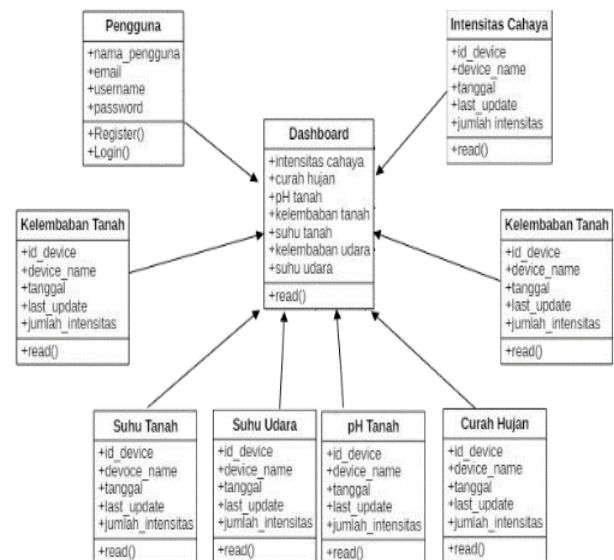 Pengguna
+nama_pengguna
+email
+username
+password
+Register()
+Login()
Intensitas Cahaya
+id_device
+device_name
+tanggal
+last_update
+jumlah intensitas
+read()
Dashboard
+intensitas cahaya
+curah hujan
+pH tanah
+kelembaban tanah
+suhu tanah
+kelembaban udara
+suhu udara
+read()
Kelembaban Tanah
+id_device
+device_name
+tanggal
+last_update
+jumlah_intensitas
+read()
Kelembaban Tanah
+id_device
+device_name
+tanggal
+last_update
+jumlah_intensitas
+read()
Suhu Tanah
+id_device
+devoce_name
+tanggal
+last_update
+jumlah_intensitas
+read()
Suhu Udara
+id_device
+device_name
+tanggal
+last_update
+jumlah_intensitas
+read()
pH Tanah
+id_device
+device_name
+tanggal
+last_update
+jumlah_intensitas
+read()
Curah Hujan
+id_device
+device_name
+tanggal
+last_update
+jumlah_intensitas
+read()